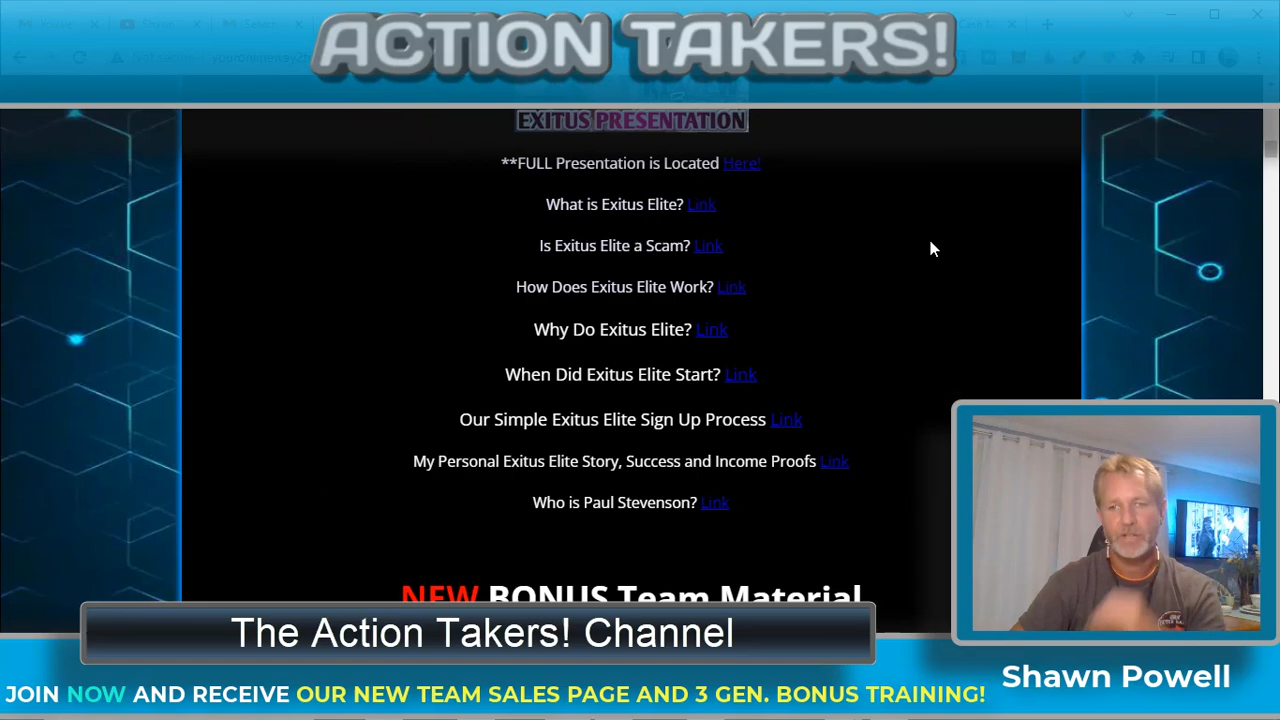 ACTION TAKERS!
EXITUS PRESENTATION
**FULL Presentation is Located Here!
What is Exitus Elite? Link
Is Exitus Elite a Scam? Link
How Does Exitus Elite Work? Link
Why Do Exitus Elite? Link
When Did Exitus Elite Start? Link
Our Simple Exitus Elite Sign Up Process Link
My Personal Exitus Elite Story, Success and Income Proofs Link
Who is Paul Stevenson? Link
NEW BONUS Team Material
The Action Takers! Channel
Shawn Powell
JOIN NOW AND RECEIVE OUR NEW TEAM SALES PAGE AND 3 GEN. BONUS TRAINING!